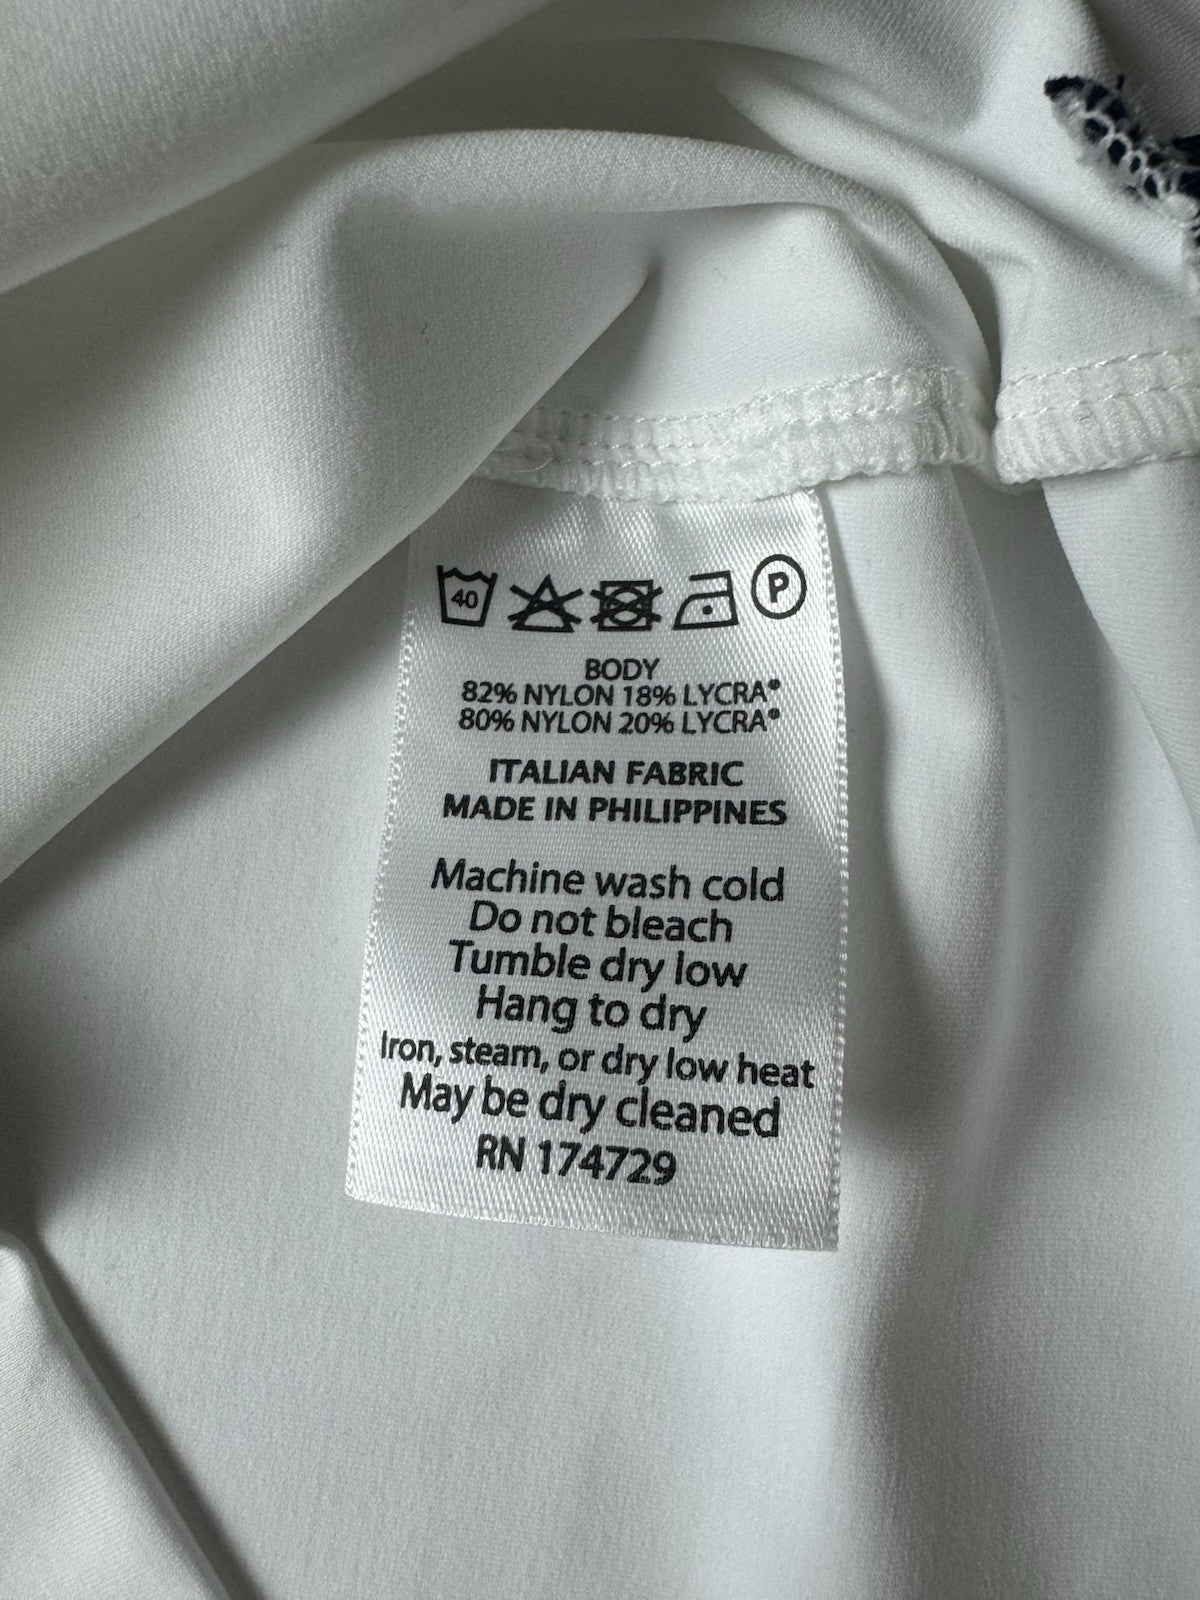 40 P
BODY
82% NYLON 18% LYCRA®
80% NYLON 20% LYCRA®
ITALIAN FABRIC
MADE IN PHILIPPINES
Machine wash cold
Do not bleach
Tumble dry low
Hang to dry
Iron, steam, or dry low heat
May be dry cleaned
RN 174729